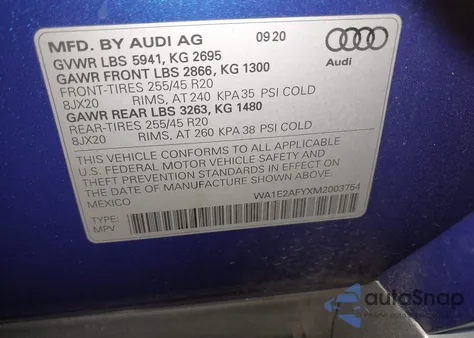 MFD. BY AUDI AG 09 20
GVWR LBS 5941, KG 2695
GAWR FRONT LBS 2866, KG 1300
Audi
FRONT-TIRES 255/45 R20
8JX20 RIMS, AT 240 KPA 35 PSI COLD
GAWR REAR LBS 3263, KG 1480
REAR-TIRES 255/45 R20
8JX20 RIMS, AT 260 KPA 38 PSI COLD
THIS VEHICLE CONFORMS TO ALL APPLICABLE
U.S. FEDERAL MOTOR VEHICLE SAFETY AND
THEFT PREVENTION STANDARDS IN EFFECT ON
THE DATE OF MANUFACTURE SHOWN ABOVE.
MEXICO
WA1E2AFYXM2003754
TYPE:
MPV
autoSnap
www.autosnap.pro